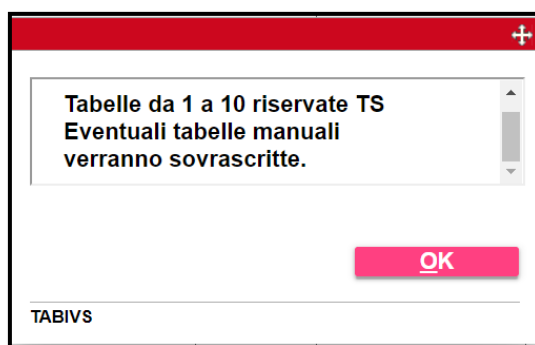 Tabelle da 1 a 10 riservate TS
Eventuali tabelle manuali
verranno sovrascritte.
OK
TABIVS